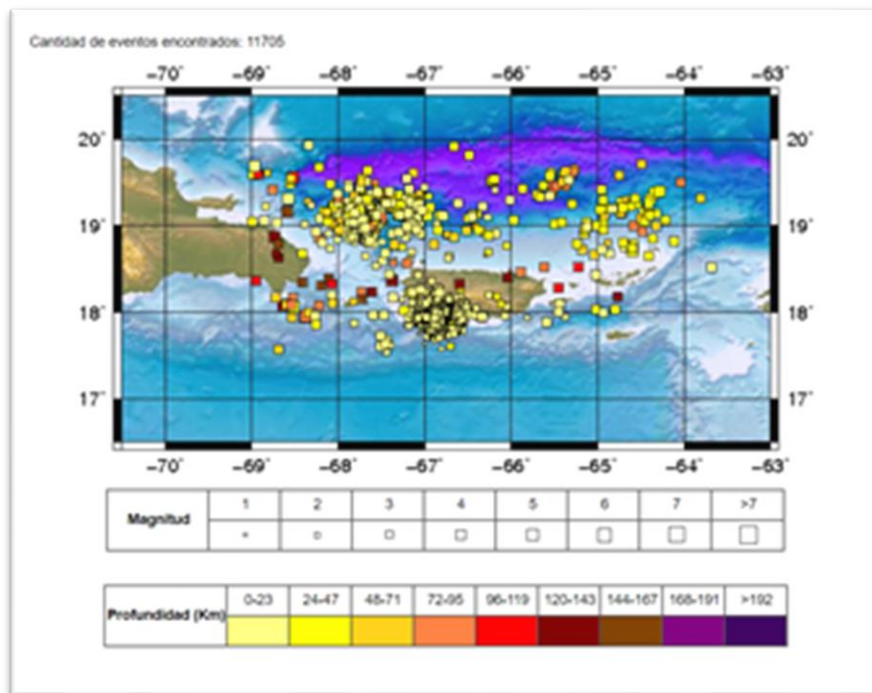 Cantidad de eventos encontrados: 11705
-70° -69° -68° -67° -66° -65° -64° -63°
20° 20°
19° 19°
18° 18°
17° 17°
-70° -69° -68° -67° -66° -65° -64° -63°
Magnitud 1 2 3 4 5 6 7 >7
Profundidad (Km) 0-23 24-47 48-71 72-95 96-119 120-143 144-167 168-191 >192